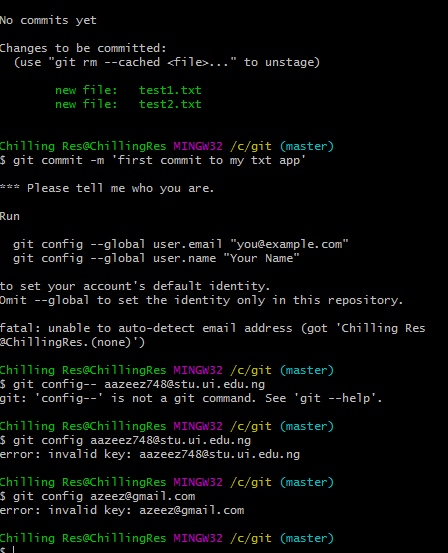 No commits yet
Changes to be committed:
(use "git rm --cached <file>..." to unstage)
new file:   test1.txt
new file:   test2.txt
Chilling Res@ChillingRes MINGW32 /c/git (master)
$ git commit -m 'first commit to my txt app'
*** Please tell me who you are.
Run
git config --global user.email "you@example.com"
git config --global user.name "Your Name"
to set your account's default identity.
Omit --global to set the identity only in this repository.
fatal: unable to auto-detect email address (got 'Chilling Res
@ChillingRes.(none)')
Chilling Res@ChillingRes MINGW32 /c/git (master)
$ git config-- aazeez748@stu.ui.edu.ng
git: 'config--' is not a git command. See 'git --help'.
Chilling Res@ChillingRes MINGW32 /c/git (master)
$ git config aazeez748@stu.ui.edu.ng
error: invalid key: aazeez748@stu.ui.edu.ng
Chilling Res@ChillingRes MINGW32 /c/git (master)
$ git config azeez@gmail.com
error: invalid key: azeez@gmail.com
Chilling Res@ChillingRes MINGW32 /c/git (master)
$